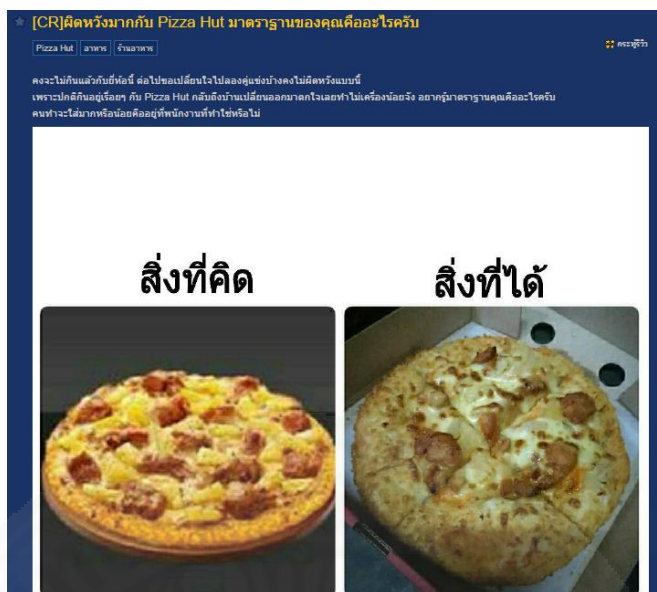 [CR]ผิดหวังมากกับ Pizza Hut มาตราฐานของคุณคืออะไรครับ
Pizza Hut อาหาร ร้านอาหาร
กระทู้รีวิว
คงจะไม่กินแล้วกับยี่ห้อนี้ ต่อไปขอเปลี่ยนใจไปลองคู่แข่งบ้างคงไม่ผิดหวังแบบนี้
เพราะปกติกินอยู่เรื่อยๆ กับ Pizza Hut กลับถึงบ้านเปลี่ยนออกมาตกใจเลยทำไมเครื่องน้อยจัง อยากรู้มาตราฐานคุณคืออะไรครับ
คนทำจะใส่มากหรือน้อยคืออยู่ที่พนักงานที่ทำใช่หรือไม่
สิ่งที่คิด
สิ่งที่ได้